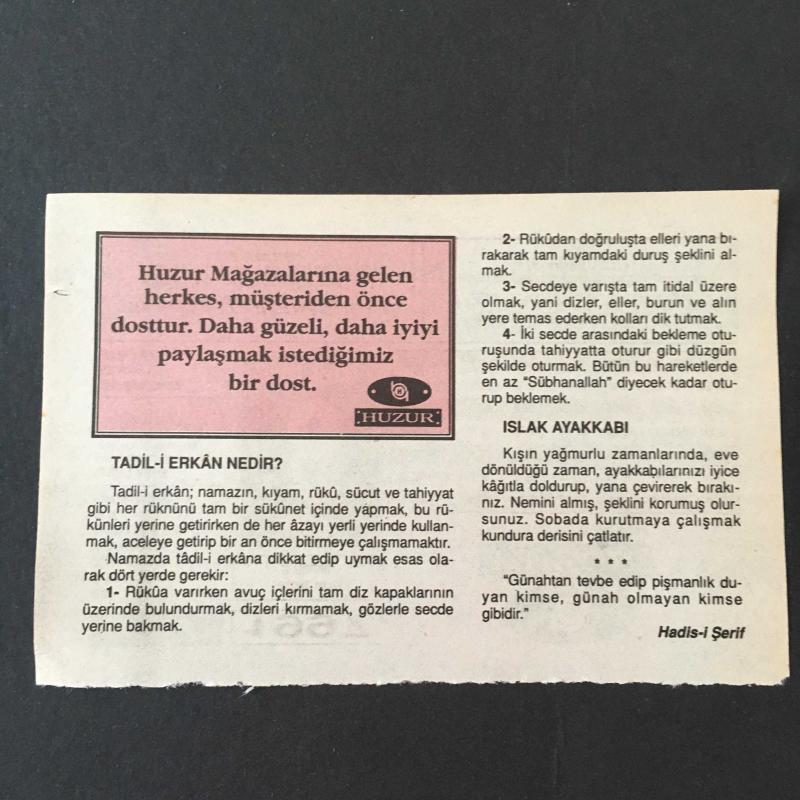 Huzur Mağazalarına gelen
herkes, müşteriden önce
dosttur. Daha güzeli, daha iyiyi
paylaşmak istediğimiz
bir dost.
HUZUR
TADİL-İ ERKÂN NEDİR?
Tadil-i erkân; namazın, kıyam, rükû, sücut ve tahiyyat
gibi her rüknünü tam bir sükûnet içinde yapmak, bu rü-
künleri yerine getirirken de her âzayı yerli yerinde kullan-
mak, aceleye getirip bir an önce bitirmeye çalışmamaktır.
Namazda tâdil-i erkâna dikkat edip uymak esas ola-
rak dört yerde gerekir:
1- Rükûa varırken avuç içlerini tam diz kapaklarının
üzerinde bulundurmak, dizleri kırmamak, gözlerle secde
yerine bakmak.
2- Rükûdan doğruluşta elleri yana bı-
rakarak tam kıyamdaki duruş şeklini al-
mak.
3- Secdeye varışta tam itidal üzere
olmak, yani dizler, eller, burun ve alın
yere temas ederken kolları dik tutmak.
4- İki secde arasındaki bekleme otu-
ruşunda tahiyyatta oturur gibi düzgün
şekilde oturmak. Bütün bu hareketlerde
en az "Sübhanallah" diyecek kadar otu-
rup beklemek.
ISLAK AYAKKABI
Kışın yağmurlu zamanlarında, eve
dönüldüğü zaman, ayakkabılarınızı iyice
kâğıtla doldurup, yana çevirerek bırakı-
nız. Nemini almış, şeklini korumuş olur-
sunuz. Sobada kurutmaya çalışmak
kundura derisini çatlatır.
* * *
"Günahtan tevbe edip pişmanlık du-
yan kimse, günah olmayan kimse
gibidir."
Hadis-i Şerif